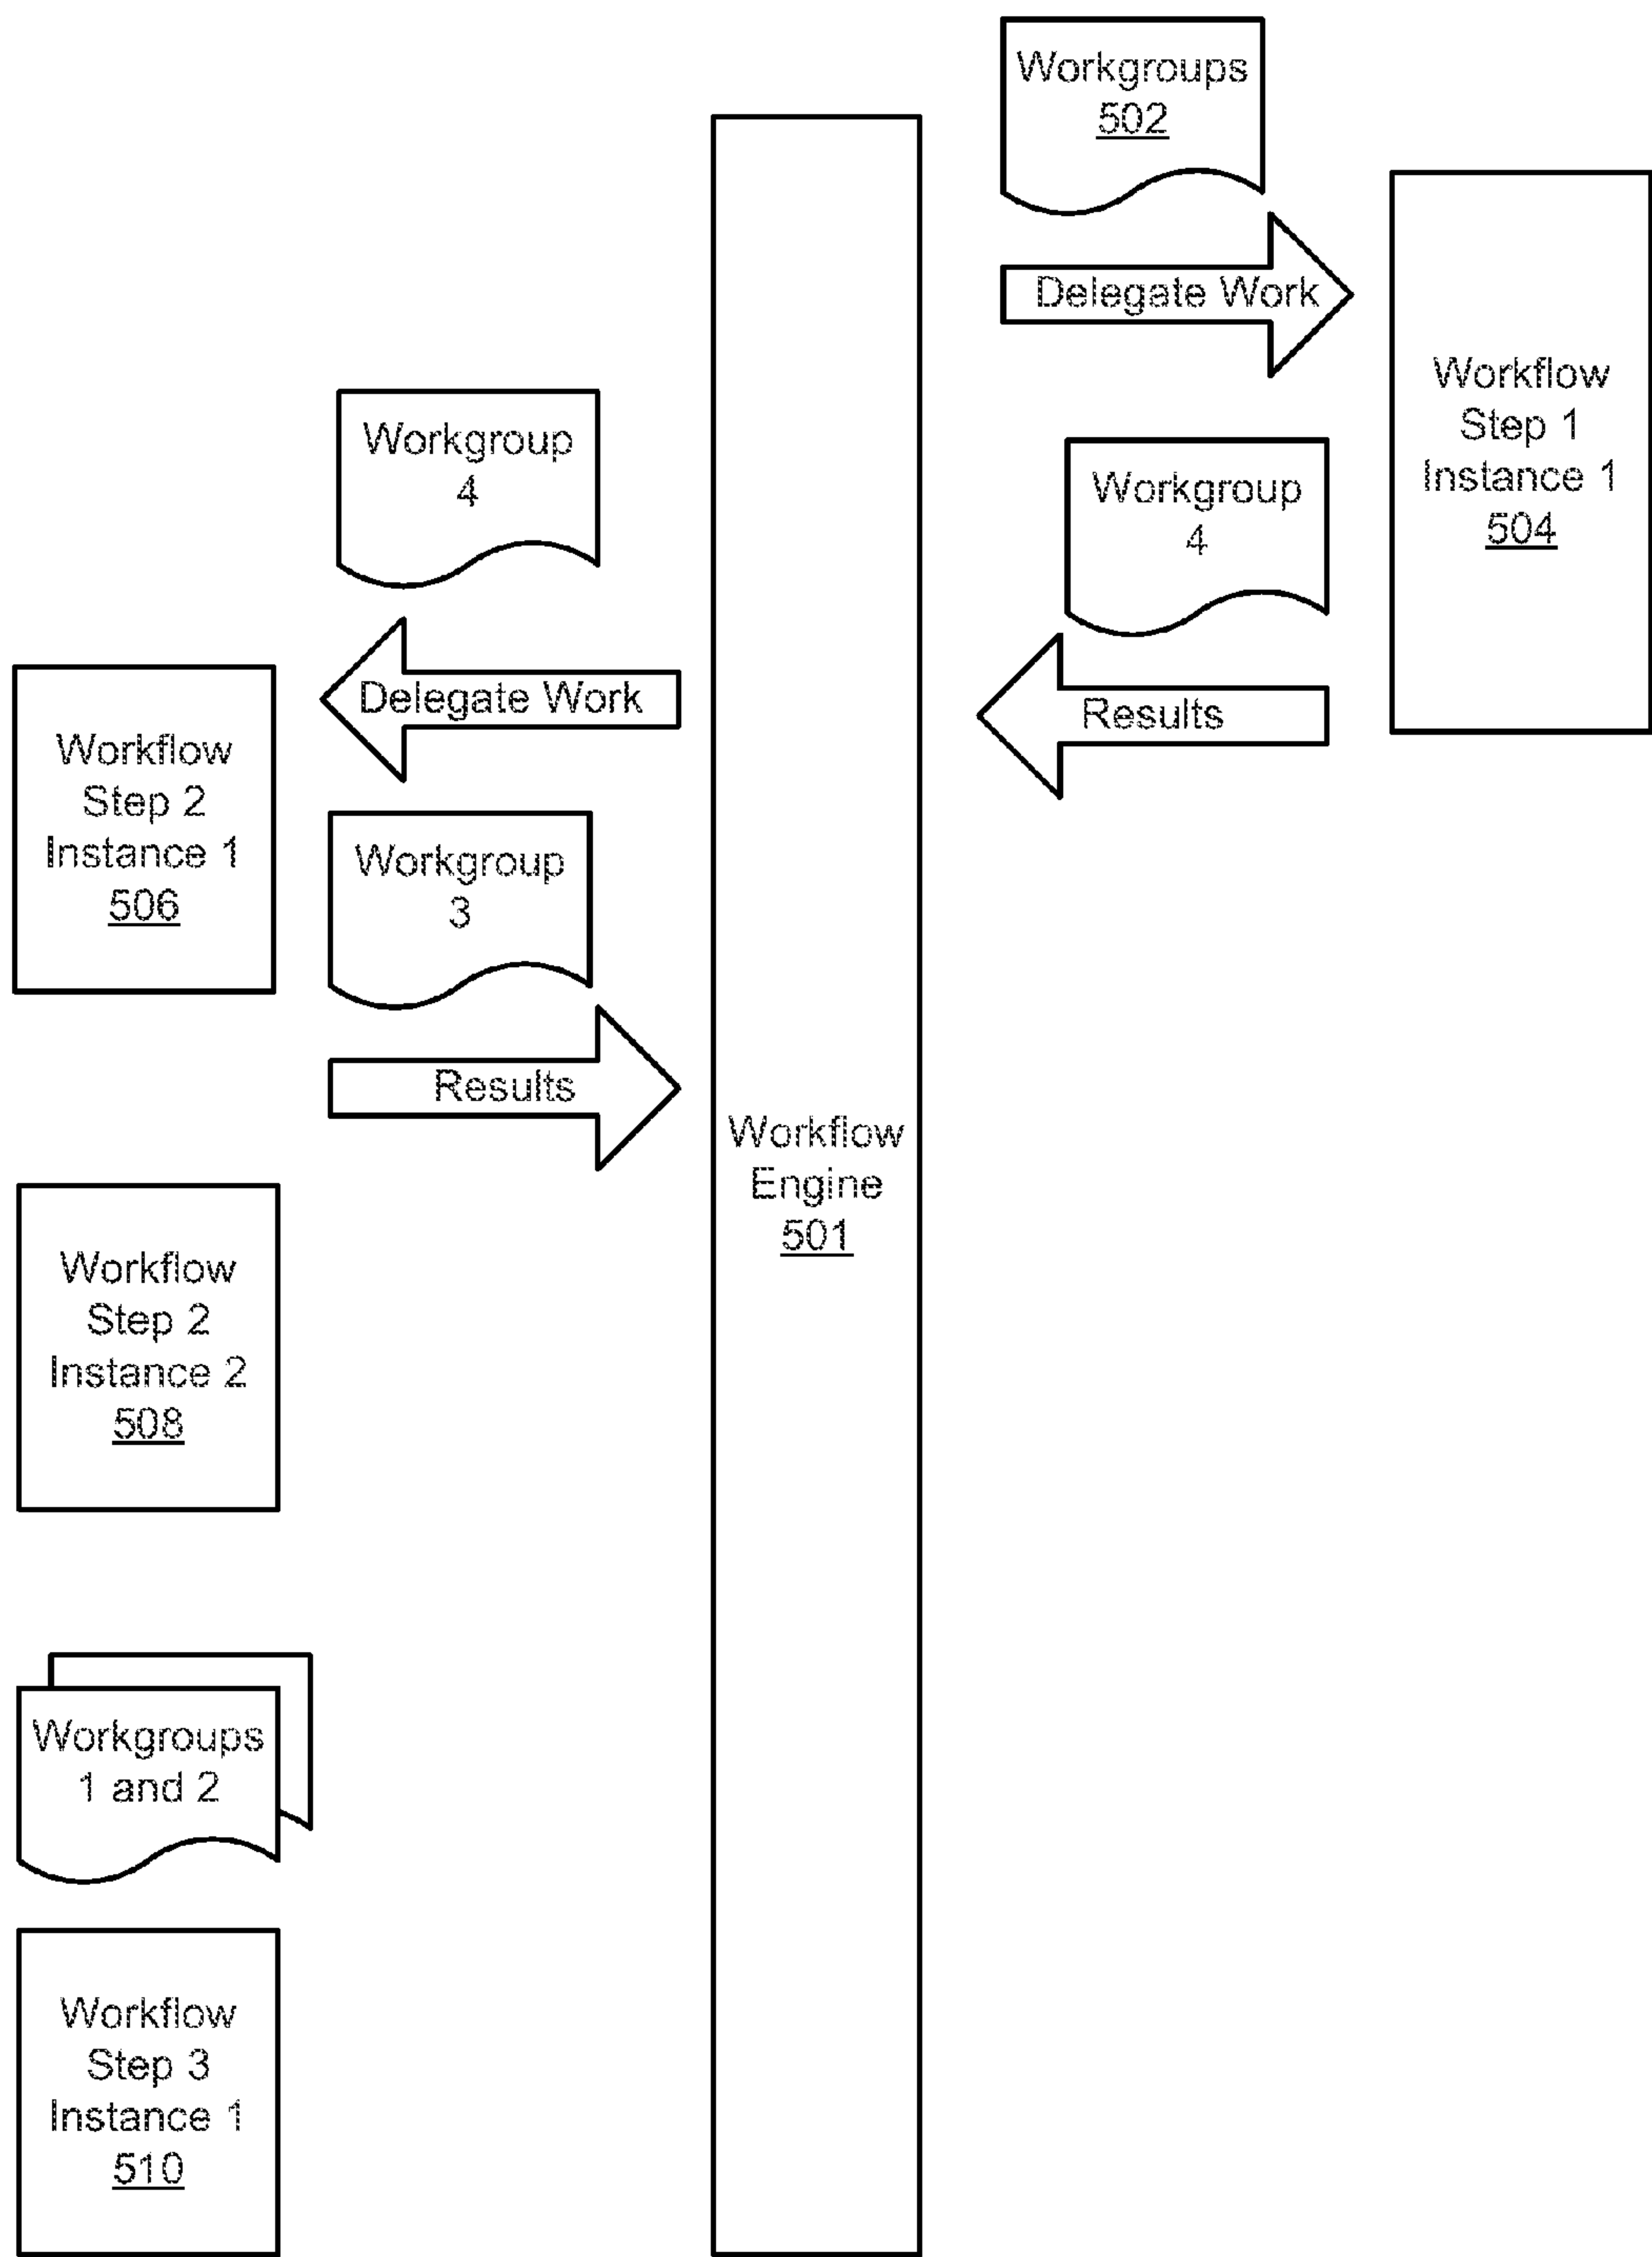 Workgroups
502
Delegate Work
Workflow
Step 1
Instance 1
504
Workgroup
4
Workgroup
4
Delegate Work
Results
Workflow
Step 2
Instance 1
506
Workgroup
3
Results
Workflow
Engine
501
Workflow
Step 2
Instance 2
508
Workgroups
1 and 2
Workflow
Step 3
Instance 1
510